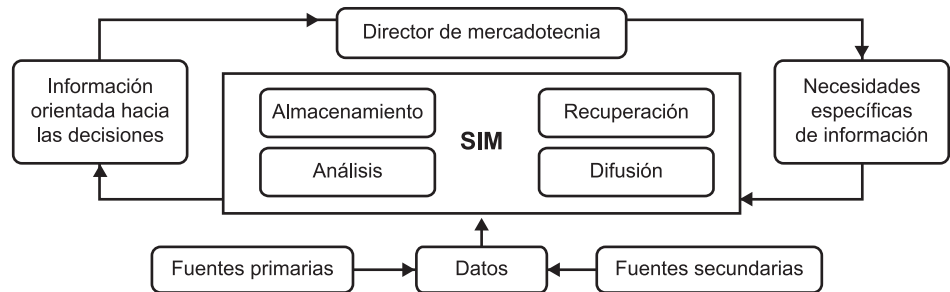 Director de mercadotecnia
Información
orientada hacia
las decisiones
Necesidades
específicas
de información
Almacenamiento
Recuperación
SIM
Análisis
Difusión
Fuentes primarias
Datos
Fuentes secundarias